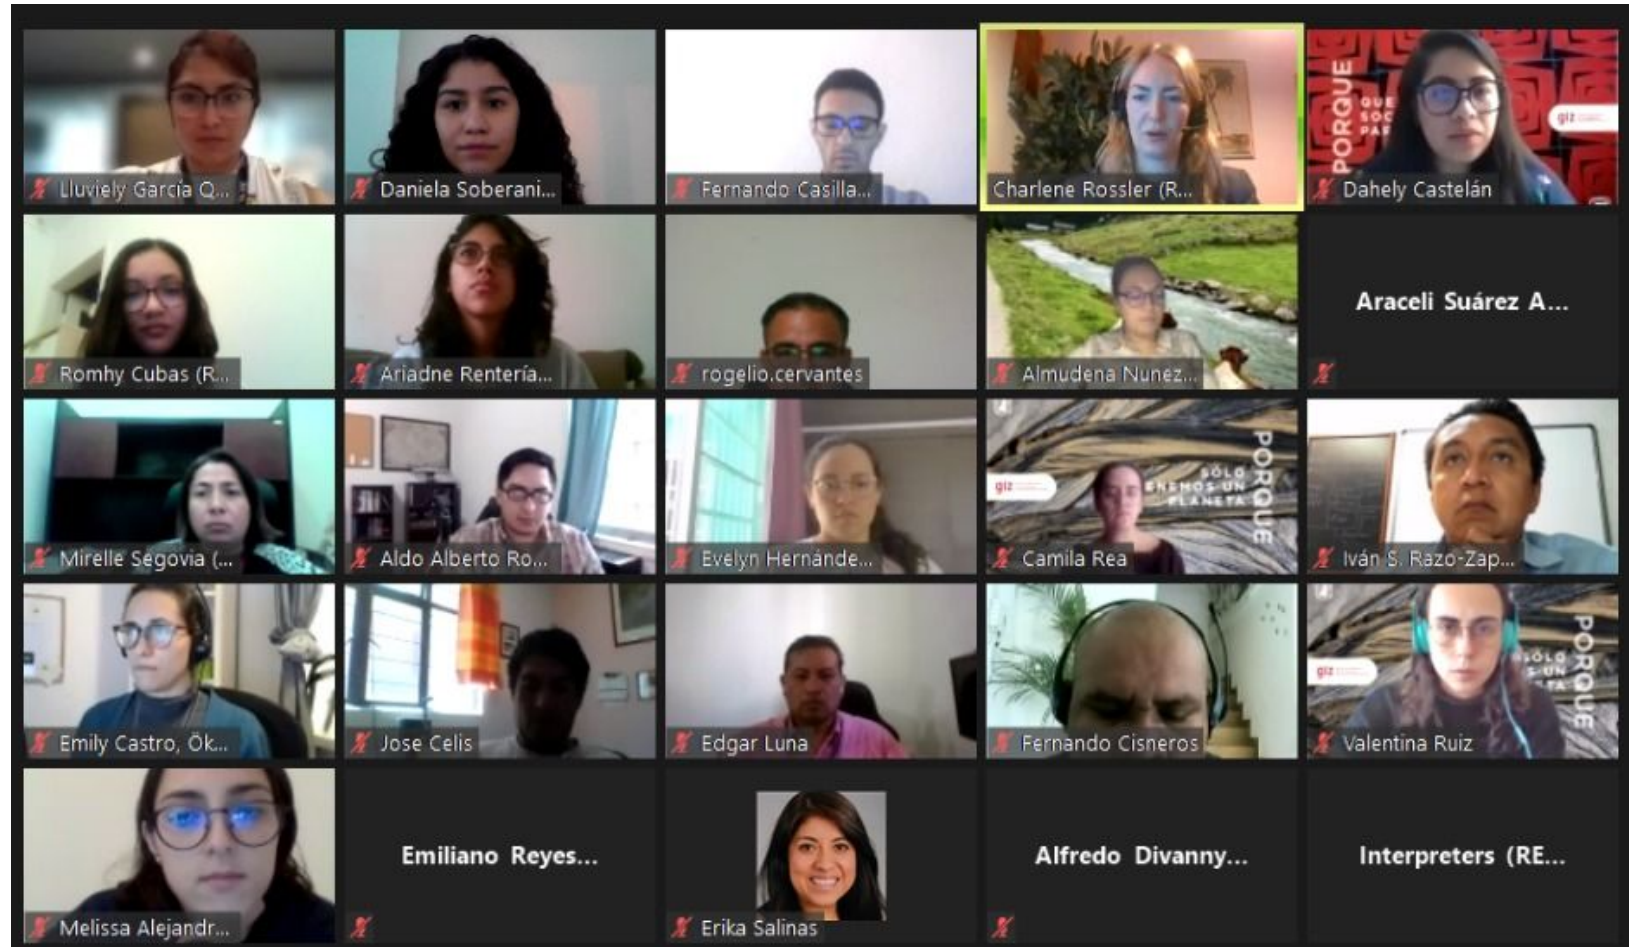 Lluviely García Q...
Daniela Soberani...
Fernando Casilla...
Charlene Rossler (R...
PORQUE
giz
Dahely Castelán
Romhy Cubas (R...
Ariadne Rentería...
rogelio.cervantes
Almudena Nunez...
Araceli Suárez A...
Mirelle Segovia (...
Aldo Alberto Ro...
Evelyn Hernánde...
giz
SÓLO
ENEMOS UN
PLANETA
PORQUE
Camila Rea
Iván S. Razo-Zap...
Emily Castro, Ök...
Jose Celis
Edgar Luna
Fernando Cisneros
giz
SÓLO
PORQUE
Valentina Ruiz
Melissa Alejandr...
Emiliano Reyes...
Erika Salinas
Alfredo Divanny...
Interpreters (RE...